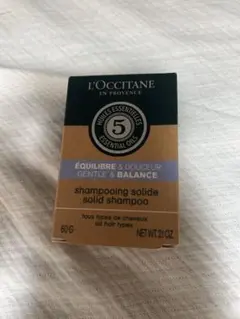 L'OCCITANE
EN PROVENCE
HUILES ESSENTIELLES
5
ESSENTIAL OILS
ÉQUILIBRE & DOUCEUR
GENTLE & BALANCE
shampooing solide
solid shampoo
tous types de cheveux
all hair types
60 G NET WT. 2.1 OZ.